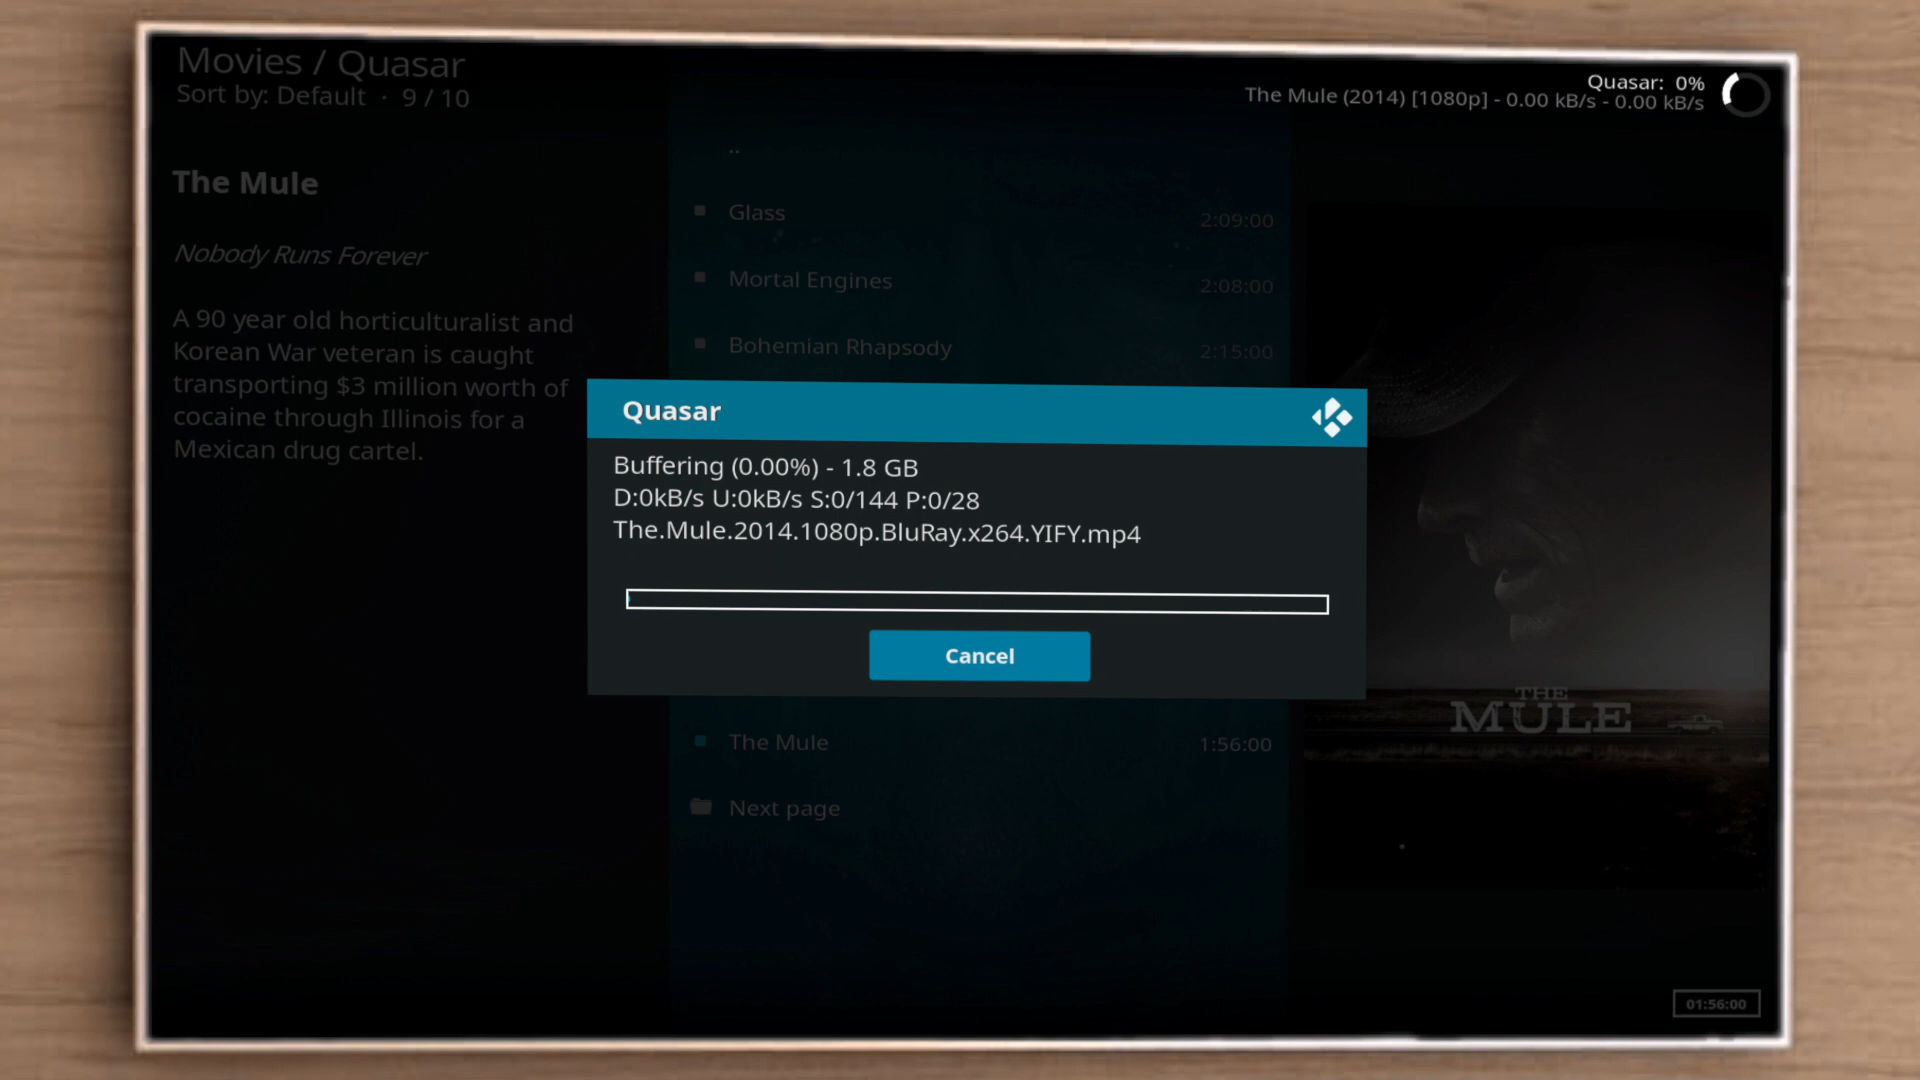 Movies / Quasar
Sort by: Default · 9 / 10
Quasar: 0%
The Mule (2014) [1080p] - 0.00 kB/s - 0.00 kB/s
The Mule
Nobody Runs Forever
A 90 year old horticulturalist and
Korean War veteran is caught
transporting $3 million worth of
cocaine through Illinois for a
Mexican drug cartel.
..
Glass 2:09:00
Mortal Engines 2:08:00
Bohemian Rhapsody 2:15:00
Quasar
Buffering (0.00%) - 1.8 GB
D:0kB/s U:0kB/s S:0/144 P:0/28
The.Mule.2014.1080p.BluRay.x264.YIFY.mp4
Cancel
The Mule 1:56:00
Next page
THE
MULE
01:56:00